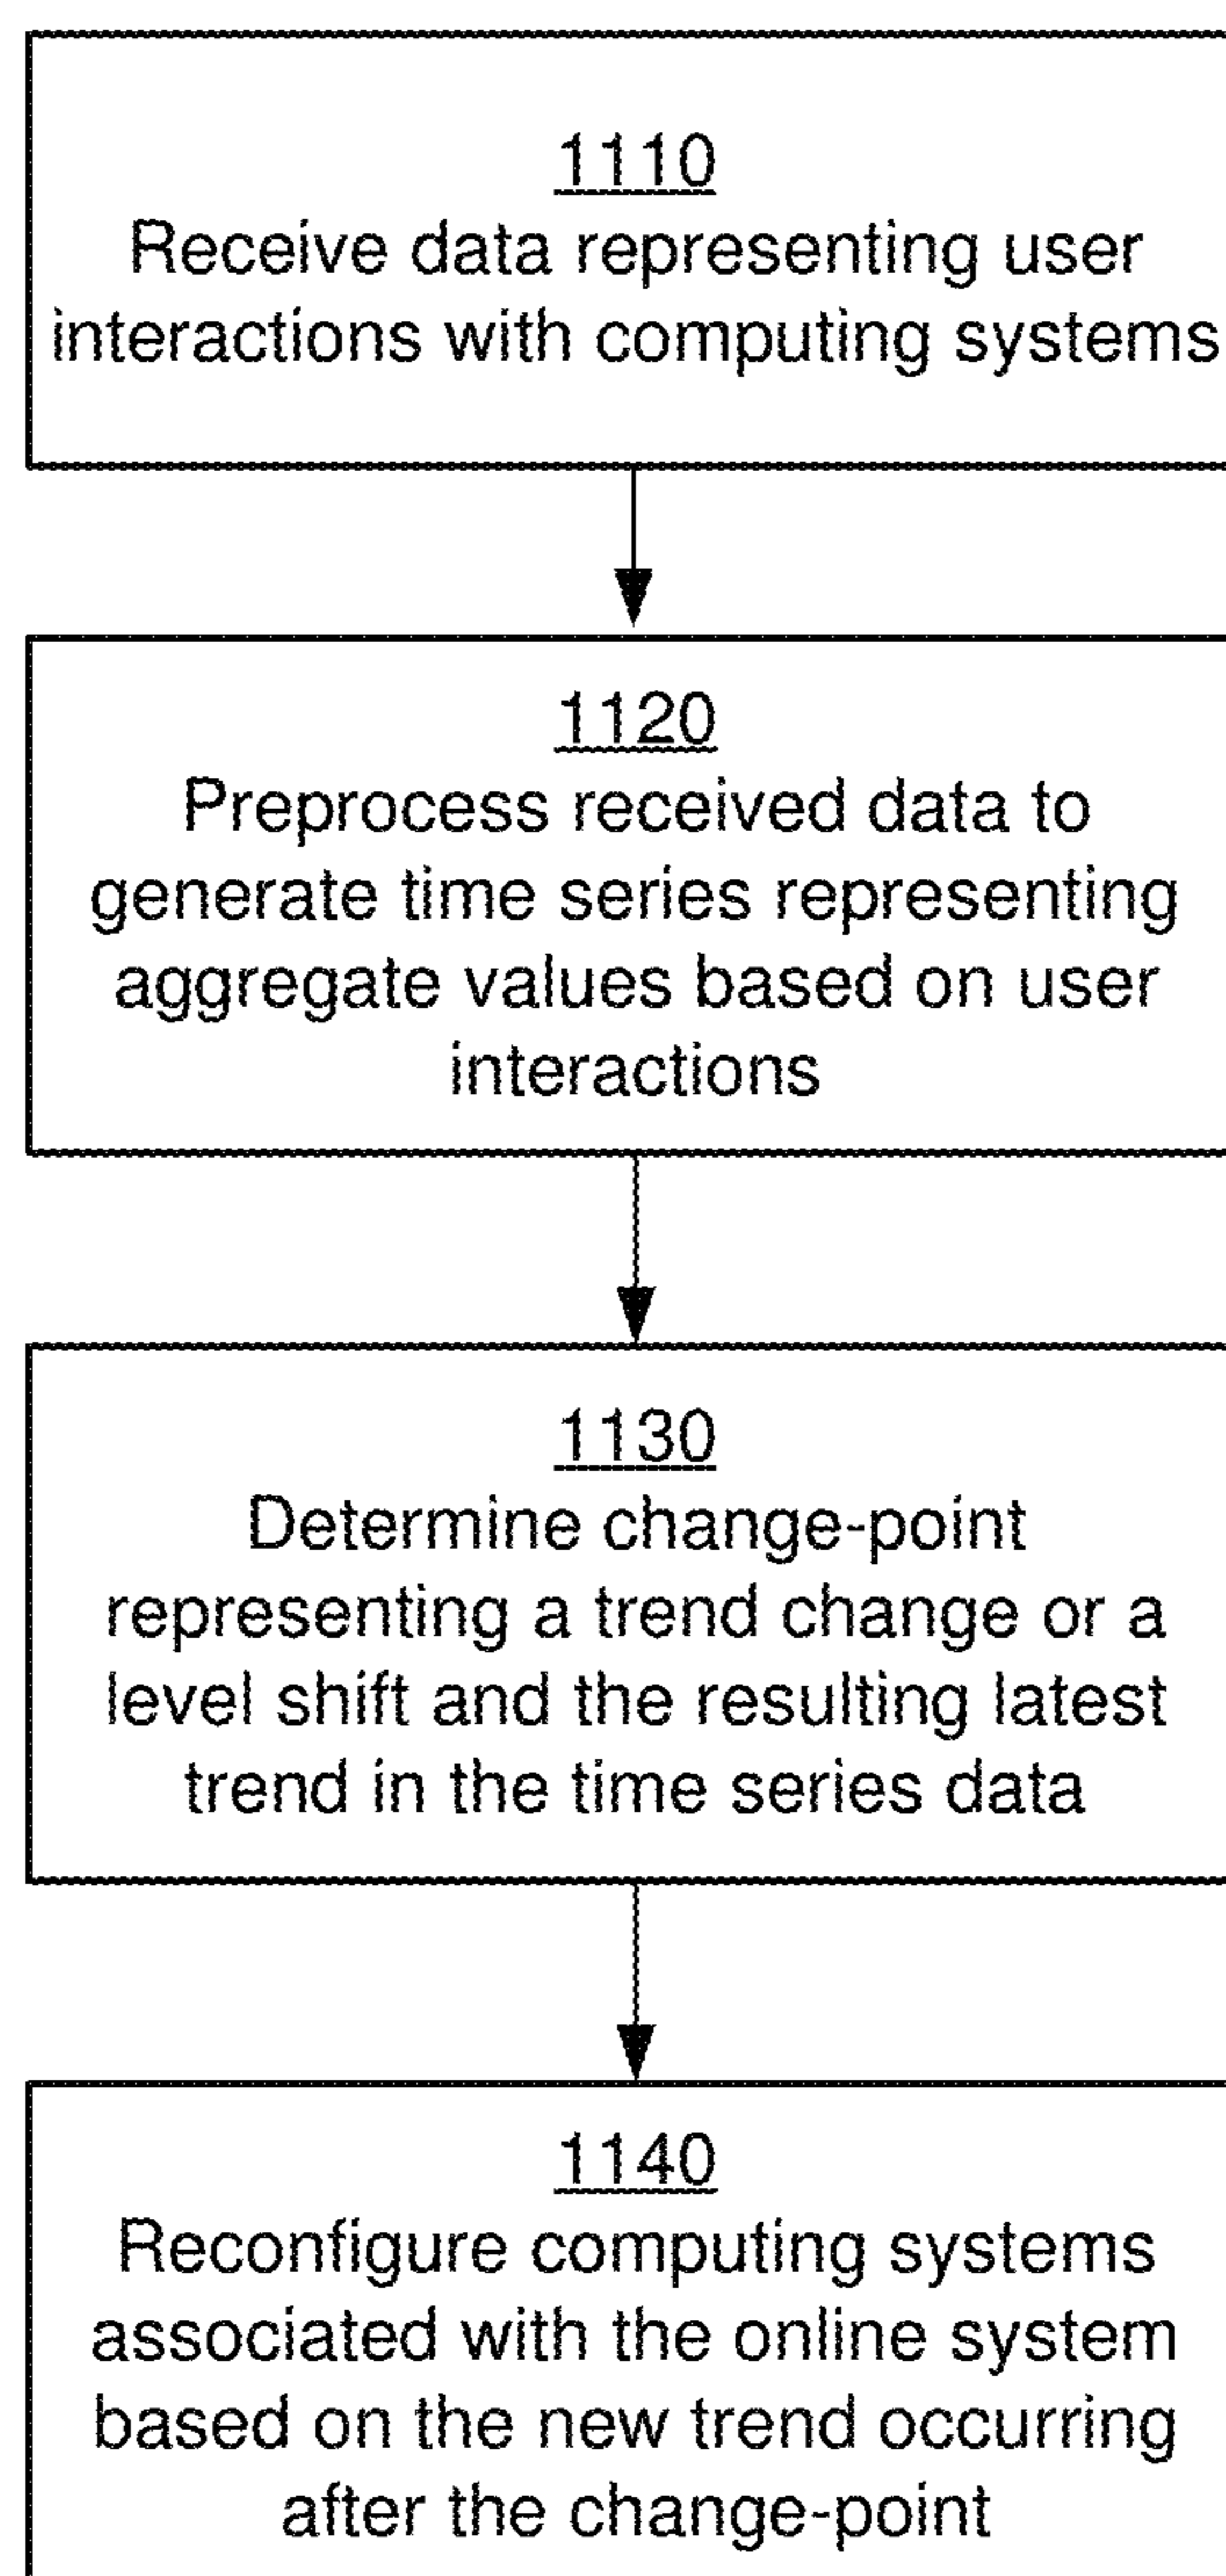 1110
Receive data representing user
interactions with computing systems
1120
Preprocess received data to
generate time series representing
aggregate values based on user
interactions
1130
Determine change-point
representing a trend change or a
level shift and the resulting latest
trend in the time series data
1140
Reconfigure computing systems
associated with the online system
based on the new trend occurring
after the change-point